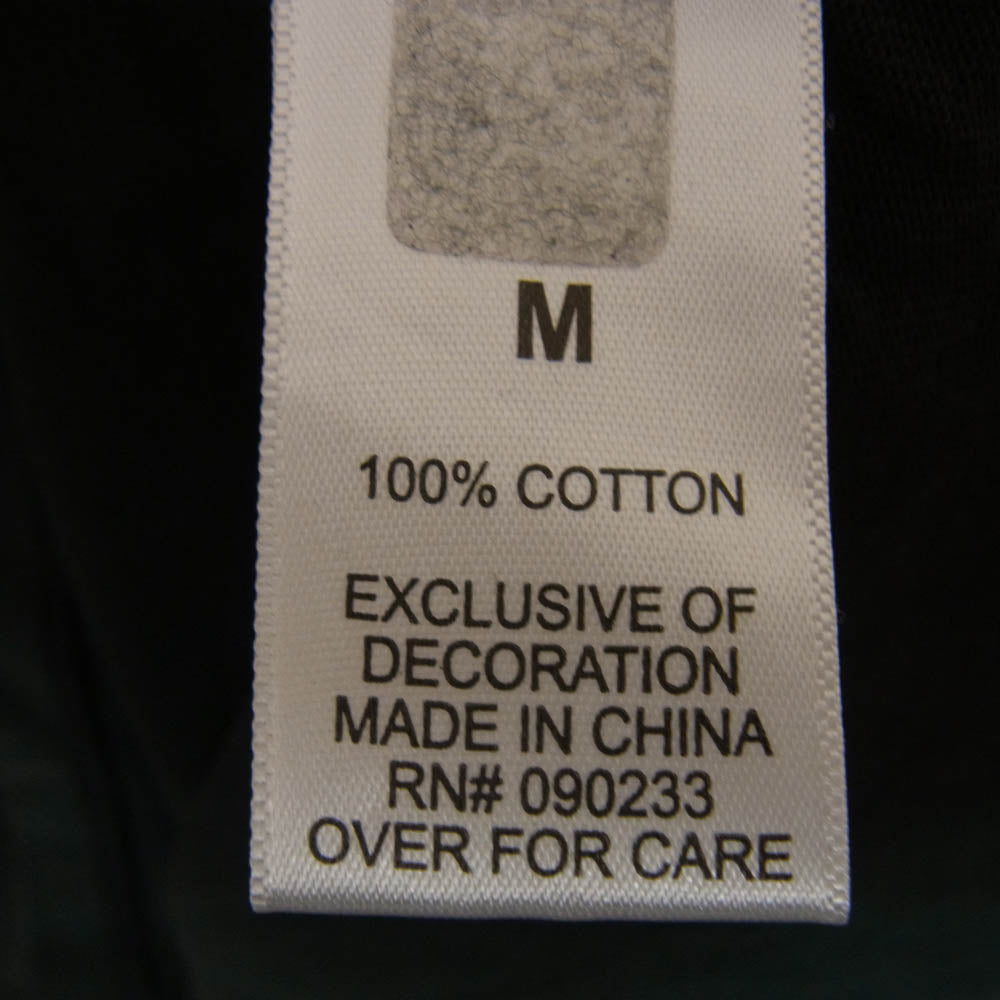 M
100% COTTON
EXCLUSIVE OF
DECORATION
MADE IN CHINA
RN# 090233
OVER FOR CARE